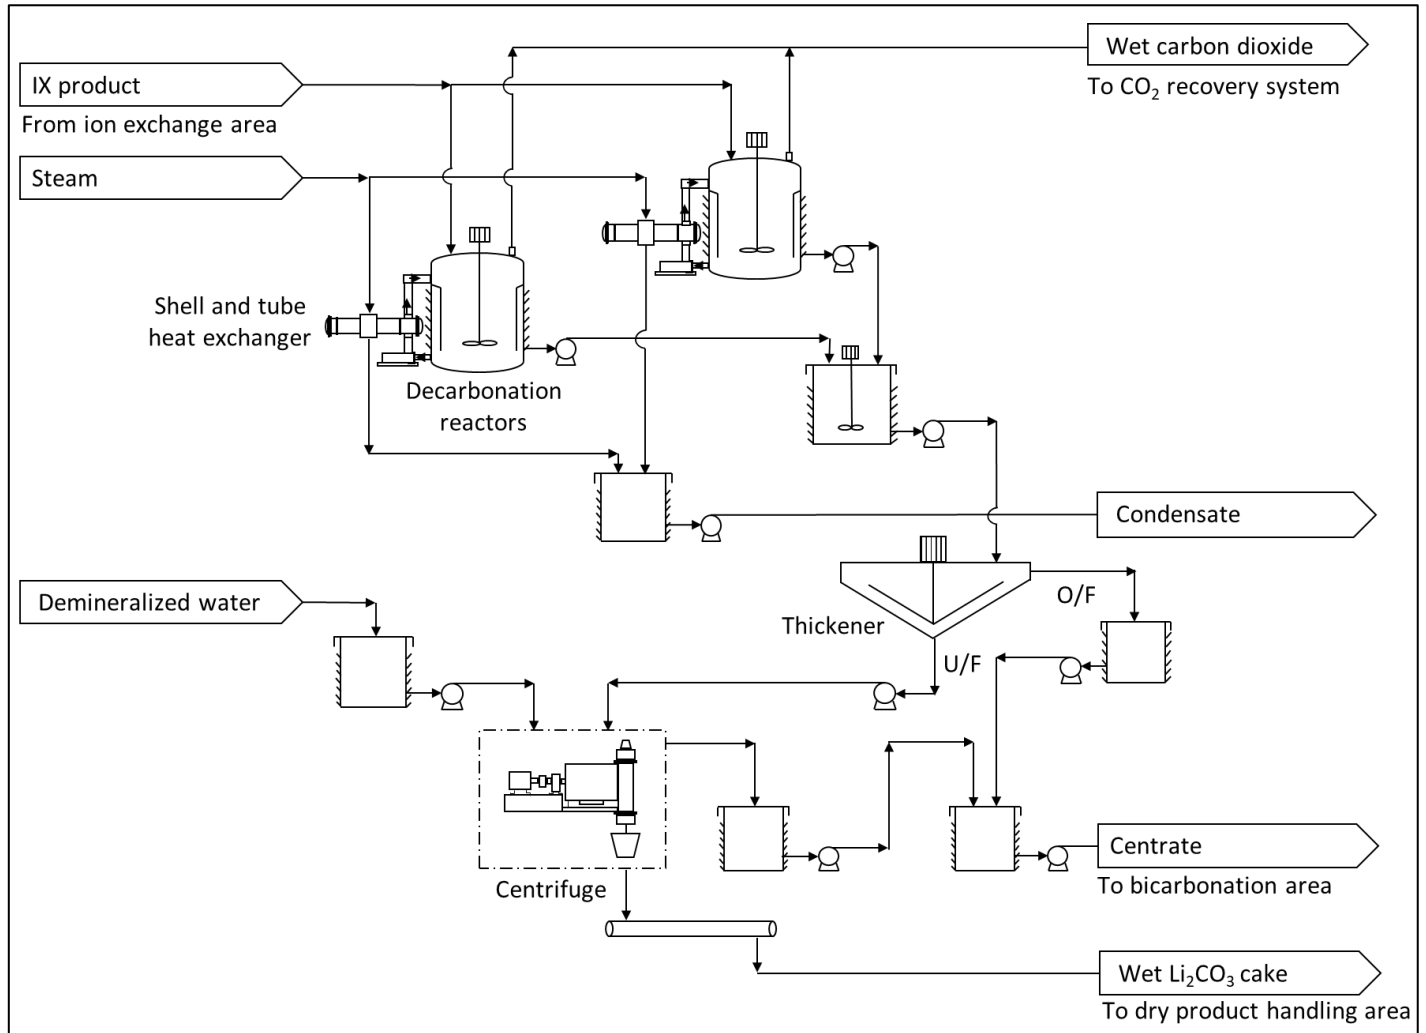 Wet carbon dioxide
To CO₂ recovery system
IX product
From ion exchange area
Steam
Shell and tube
heat exchanger
Decarbonation
reactors
Condensate
Demineralized water
O/F
Thickener
U/F
Centrifuge
Centrate
To bicarbonation area
Wet Li₂CO₃ cake
To dry product handling area